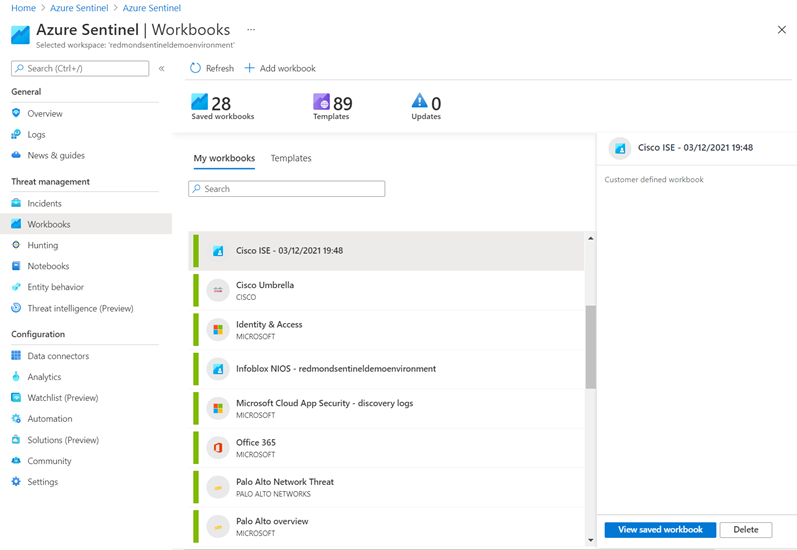 Home > Azure Sentinel > Azure Sentinel
Azure Sentinel | Workbooks ...
Selected workspace: 'redmondsentineldemoenvironment'
Search (Ctrl+/)
«
Refresh
Add workbook
General
Overview
Logs
News & guides
Threat management
Incidents
Workbooks
Hunting
Notebooks
Entity behavior
Threat intelligence (Preview)
Configuration
Data connectors
Analytics
Watchlist (Preview)
Automation
Solutions (Preview)
Community
Settings
28
Saved workbooks
89
Templates
0
Updates
My workbooks
Templates
Search
Cisco ISE - 03/12/2021 19:48
Cisco Umbrella
CISCO
Identity & Access
MICROSOFT
Infoblox NIOS - redmondsentineldemoenvironment
Microsoft Cloud App Security - discovery logs
MICROSOFT
Office 365
MICROSOFT
Palo Alto Network Threat
PALO ALTO NETWORKS
Palo Alto overview
MICROSOFT
Cisco ISE - 03/12/2021 19:48
Customer defined workbook
View saved workbook
Delete